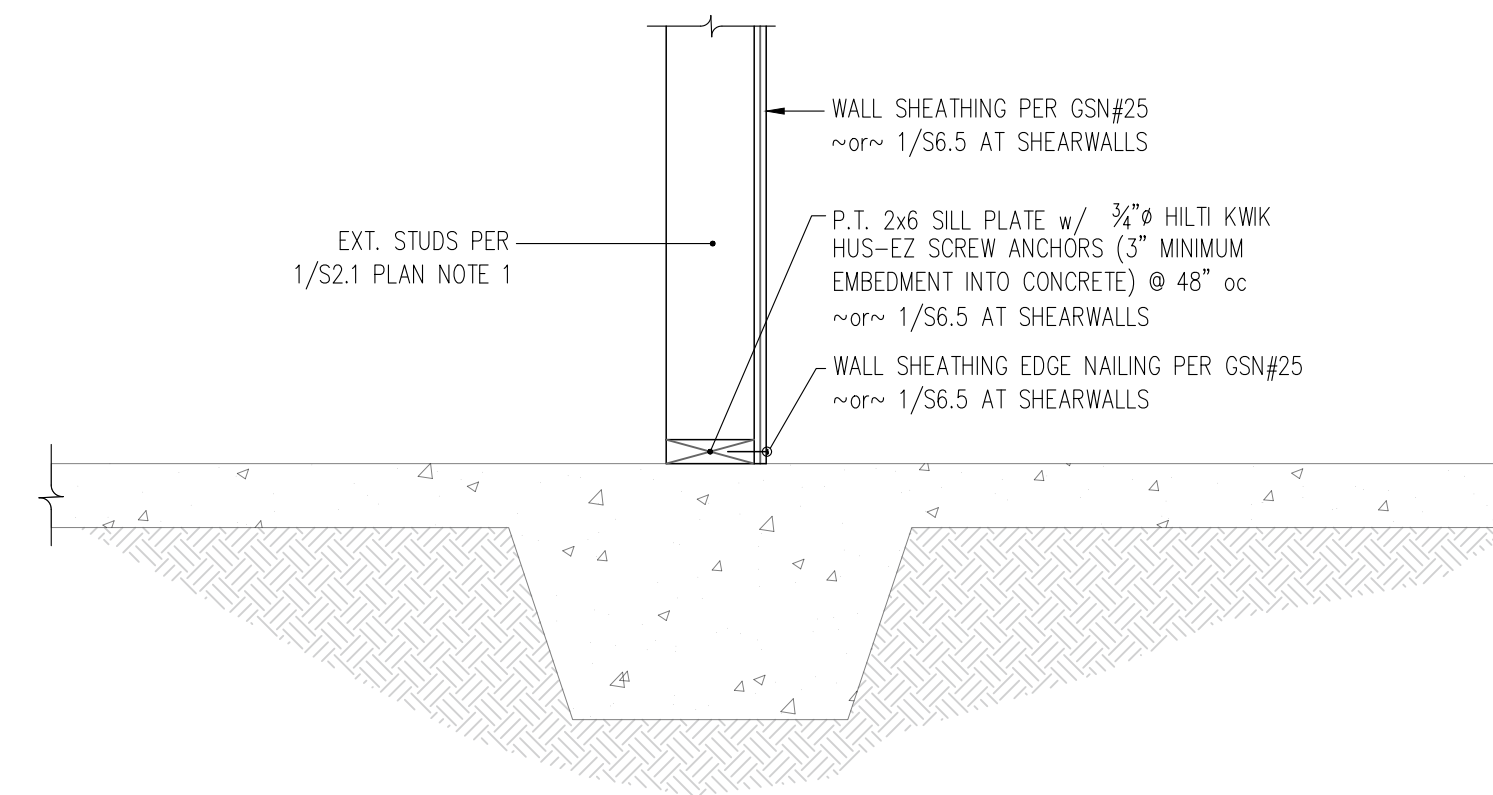 WALL SHEATHING PER GSN#25
~or~ 1/S6.5 AT SHEARWALLS
EXT. STUDS PER
1/S2.1 PLAN NOTE 1
P.T. 2x6 SILL PLATE w/ ¾"ø HILTI KWIK
HUS-EZ SCREW ANCHORS (3" MINIMUM
EMBEDMENT INTO CONCRETE) @ 48" oc
~or~ 1/S6.5 AT SHEARWALLS
WALL SHEATHING EDGE NAILING PER GSN#25
~or~ 1/S6.5 AT SHEARWALLS